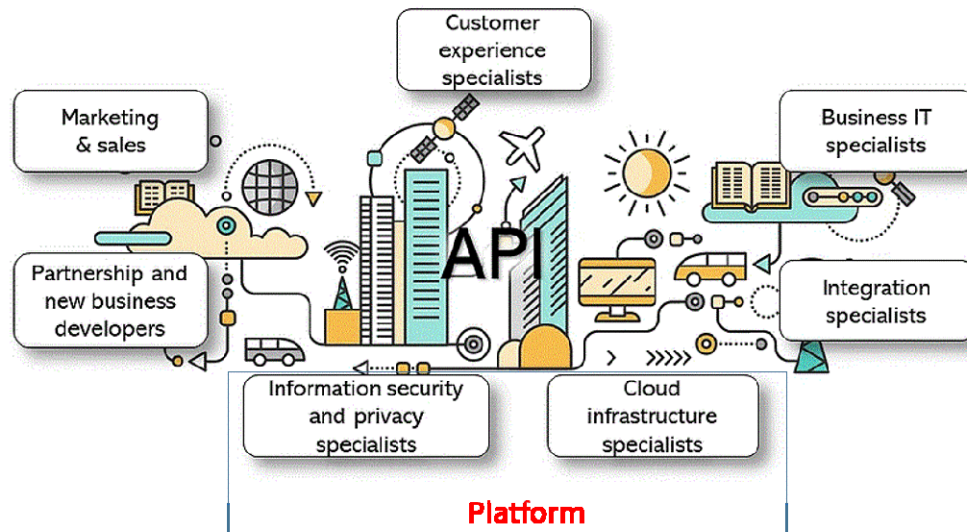 Customer
experience
specialists
Marketing
& sales
Business IT
specialists
API
Partnership and
new business
developers
Integration
specialists
Information security
and privacy
specialists
Cloud
infrastructure
specialists
Platform